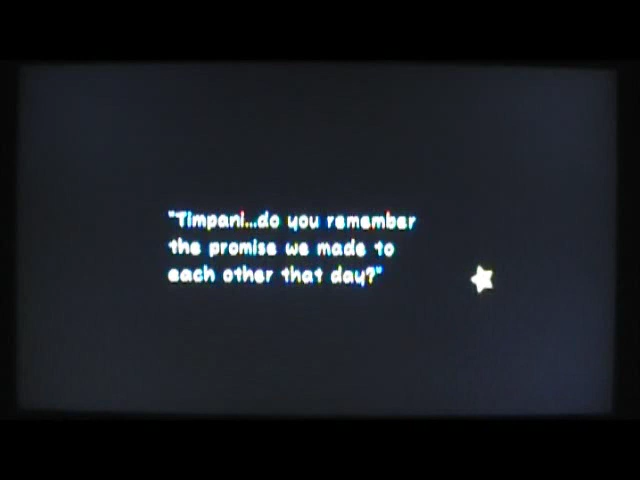 "Timpani...do you remember
the promise we made to
each other that day?"